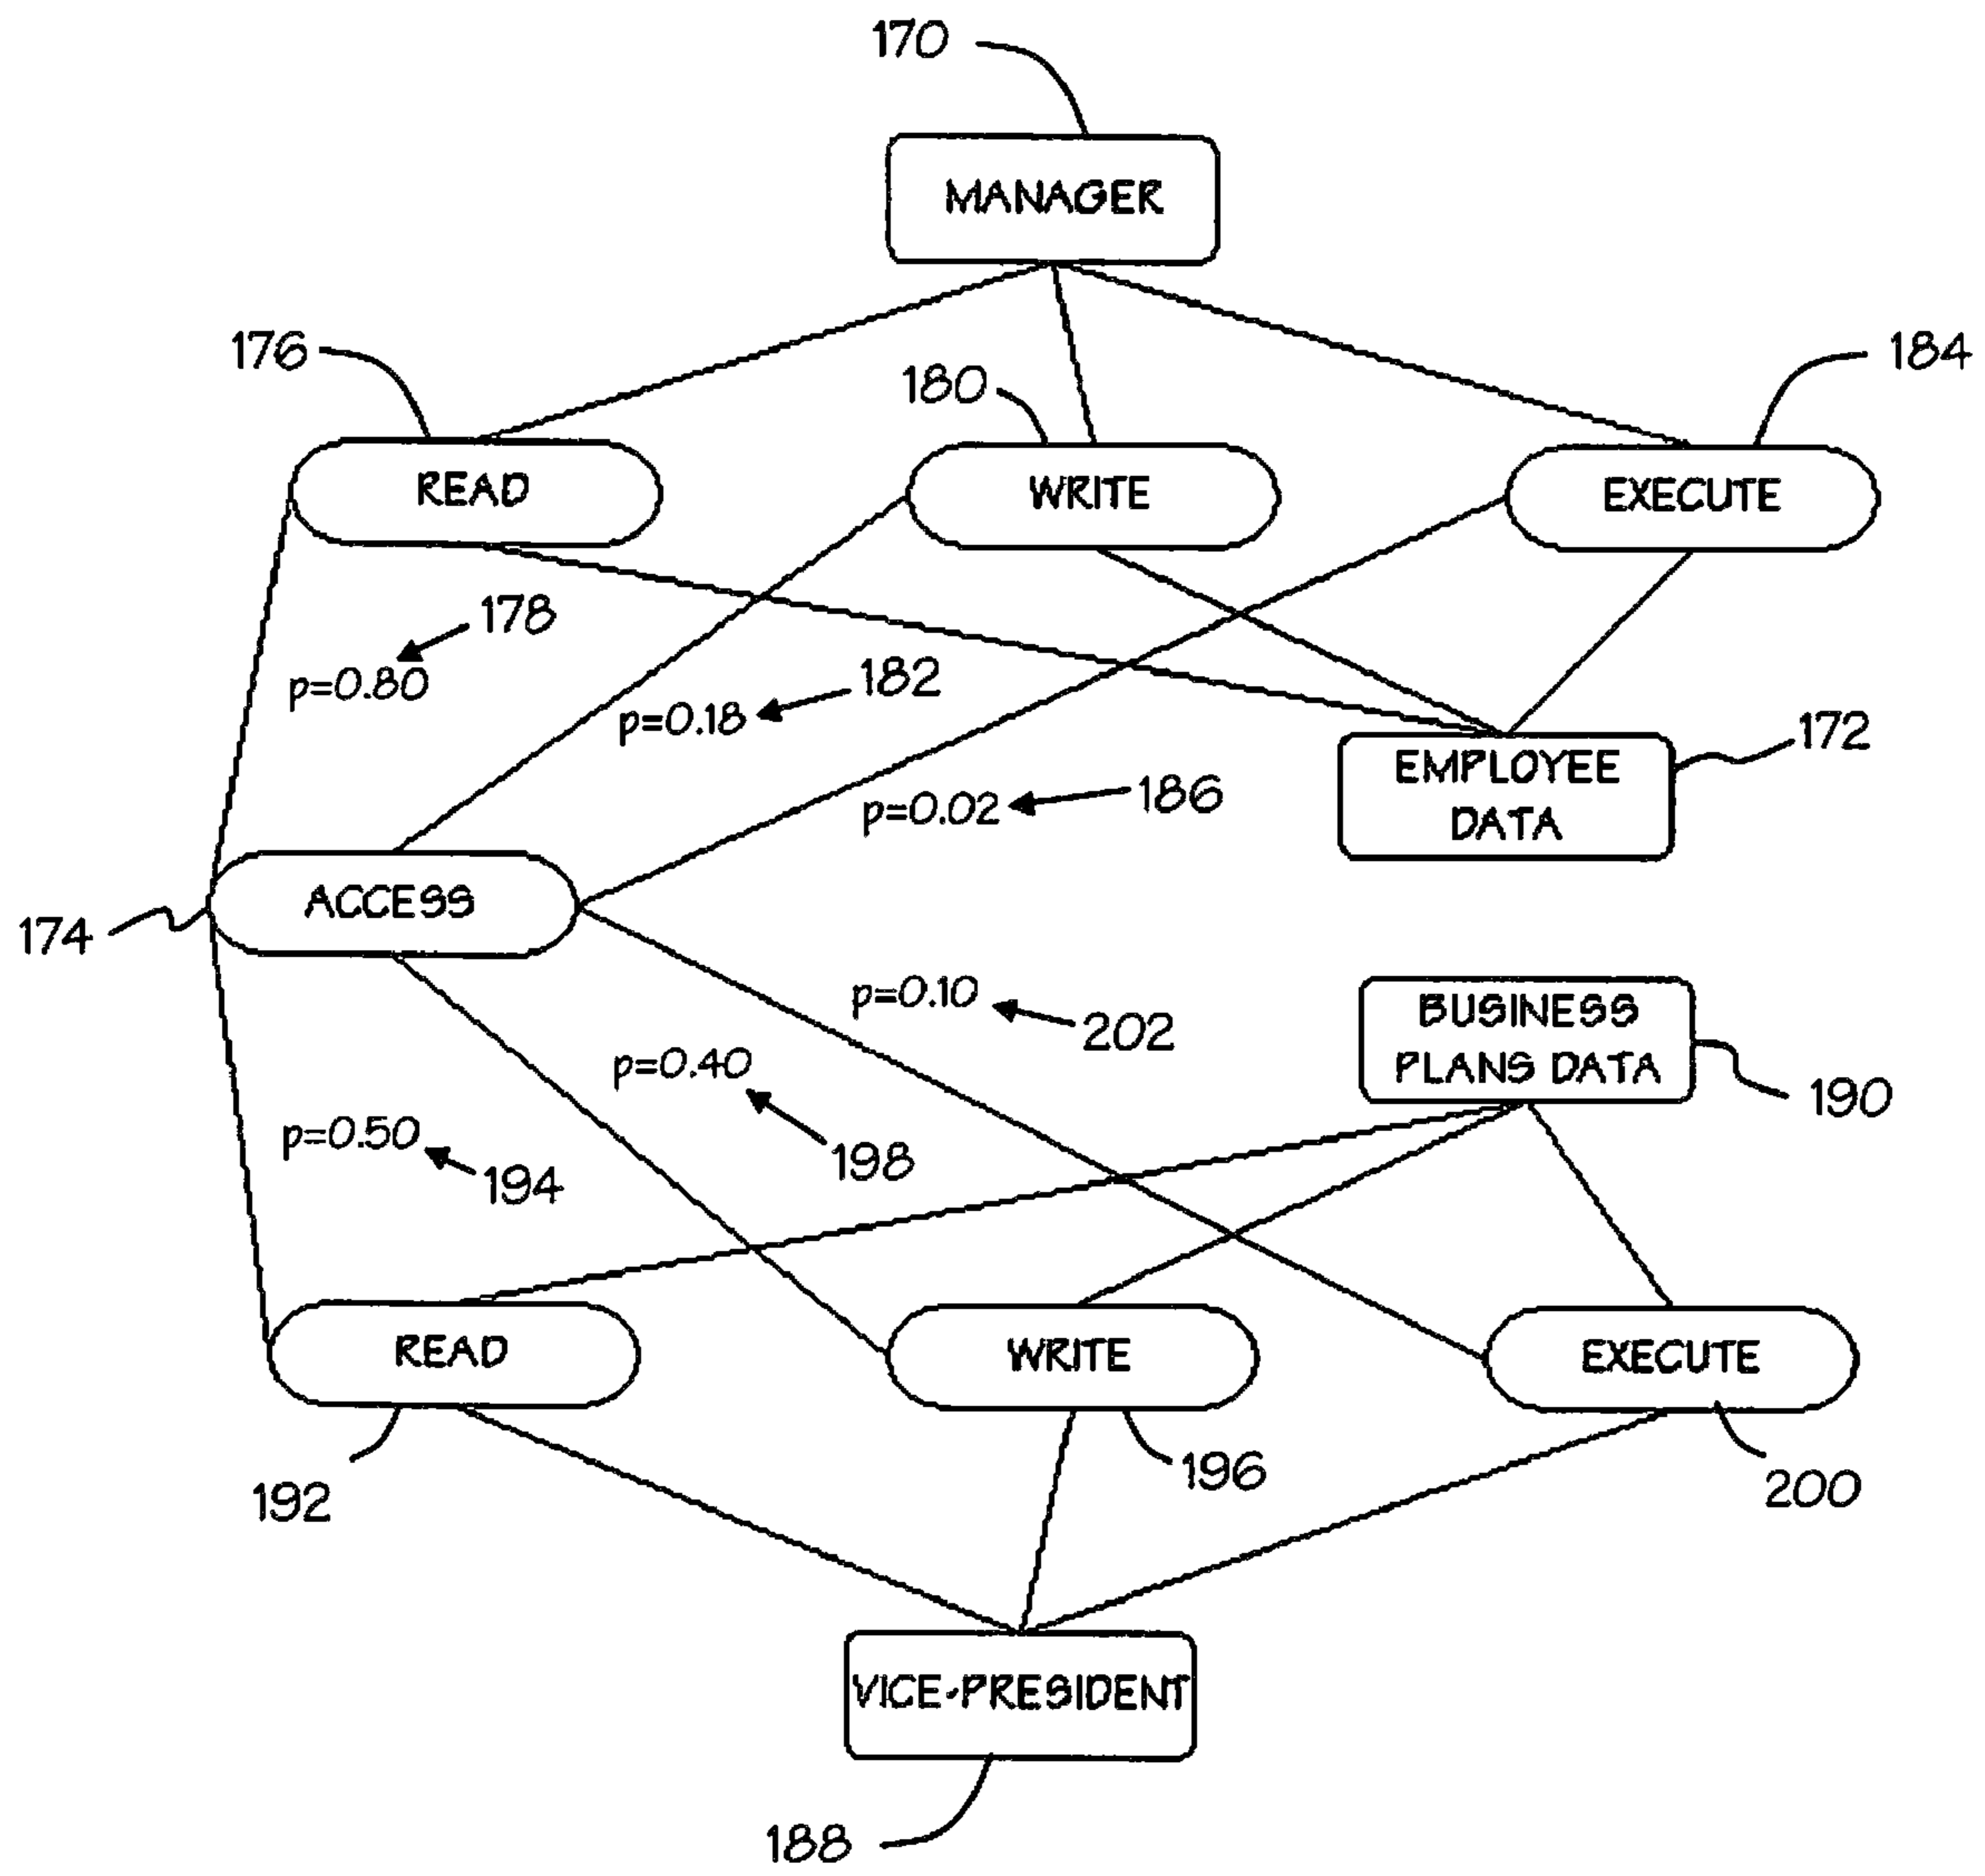 170
MANAGER
176
180
184
READ
WRITE
EXECUTE
178
p=0.80
182
p=0.18
172
EMPLOYEE
DATA
186
p=0.02
ACCESS
174
p=0.10
202
BUSINESS
PLANS DATA
190
p=0.40
198
p=0.50
194
READ
WRITE
EXECUTE
192
196
200
VICE-PRESIDENT
188